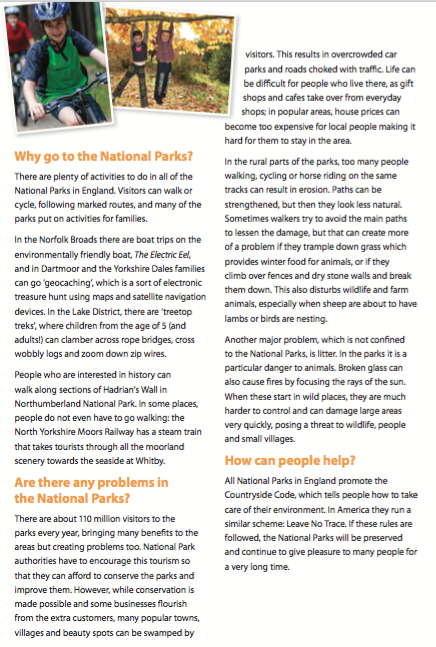 Why go to the National Parks?
There are plenty of activities to do in all of the
National Parks in England. Visitors can walk or
cycle, following marked routes, and many of the
parks put on activities for families.
In the Norfolk Broads there are boat trips on the
environmentally friendly boat, The Electric Eel,
and in Dartmoor and the Yorkshire Dales families
can go ‘geocaching’, which is a sort of electronic
treasure hunt using maps and satellite navigation
devices. In the Lake District, there are ‘treetop
treks’, where children from the age of 5 (and
adults!) can clamber across rope bridges, cross
wobbly logs and zoom down zip wires.
People who are interested in history can
walk along sections of Hadrian’s Wall in
Northumberland National Park. In some places,
people do not even have to go walking: the
North Yorkshire Moors Railway has a steam train
that takes tourists through all the moorland
scenery towards the seaside at Whitby.
Are there any problems in
the National Parks?
There are about 110 million visitors to the
parks every year, bringing many benefits to the
areas but creating problems too. National Park
authorities have to encourage this tourism so
that they can afford to conserve the parks and
improve them. However, while conservation is
made possible and some businesses flourish
from the extra customers, many popular towns,
villages and beauty spots can be swamped by
visitors. This results in overcrowded car
parks and roads choked with traffic. Life can
be difficult for people who live there, as gift
shops and cafes take over from everyday
shops; in popular areas, house prices can
become too expensive for local people making it
hard for them to stay in the area.
In the rural parts of the parks, too many people
walking, cycling or horse riding on the same
tracks can result in erosion. Paths can be
strengthened, but then they look less natural.
Sometimes walkers try to avoid the main paths
to lessen the damage, but that can create more
of a problem if they trample down grass which
provides winter food for animals, or if they
climb over fences and dry stone walls and break
them down. This also disturbs wildlife and farm
animals, especially when sheep are about to have
lambs or birds are nesting.
Another major problem, which is not confined
to the National Parks, is litter. In the parks it is a
particular danger to animals. Broken glass can
also cause fires by focusing the rays of the sun.
When these start in wild places, they are much
harder to control and can damage large areas
very quickly, posing a threat to wildlife, people
and small villages.
How can people help?
All National Parks in England promote the
Countryside Code, which tells people how to take
care of their environment. In America they run a
similar scheme: Leave No Trace. If these rules are
followed, the National Parks will be preserved
and continue to give pleasure to many people for
a very long time.